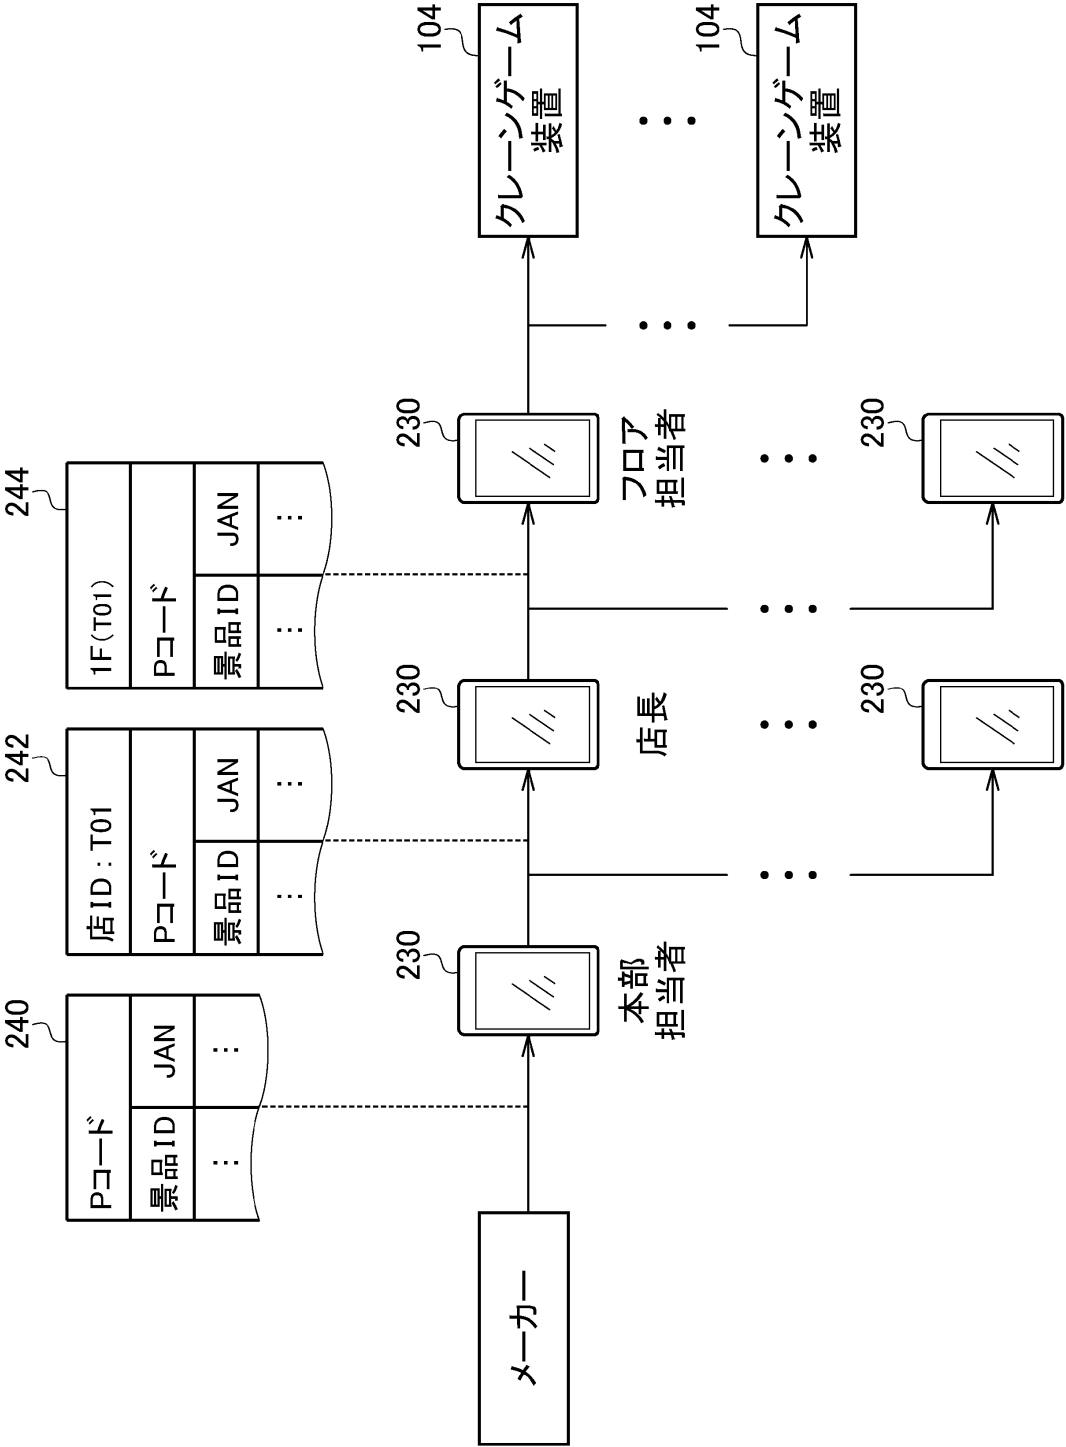 240
Pコード
景品ID JAN
⋮ ⋮
242
店ID:T01
Pコード
景品ID JAN
⋮ ⋮
244
1F(T01)
Pコード
景品ID JAN
⋮ ⋮
メーカー
230
本部
担当者
230
店長
230
フロア
担当者
104
クレーンゲーム
装置
104
クレーンゲーム
装置
230
230